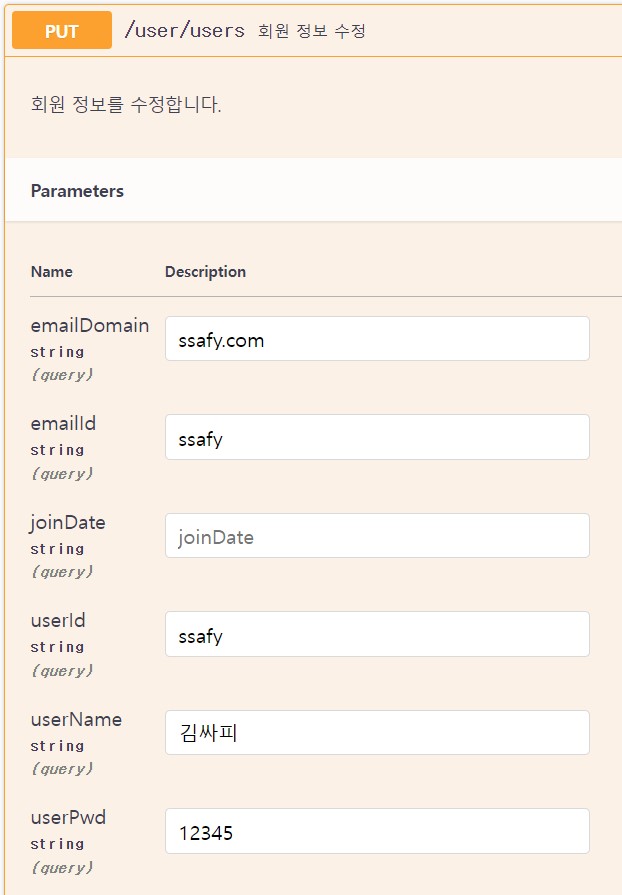 PUT /user/users 회원 정보 수정
회원 정보를 수정합니다.
Parameters
Name Description
emailDomain
string
(query)
ssafy.com
emailId
string
(query)
ssafy
joinDate
string
(query)
joinDate
userId
string
(query)
ssafy
userName
string
(query)
김싸피
userPwd
string
(query)
12345